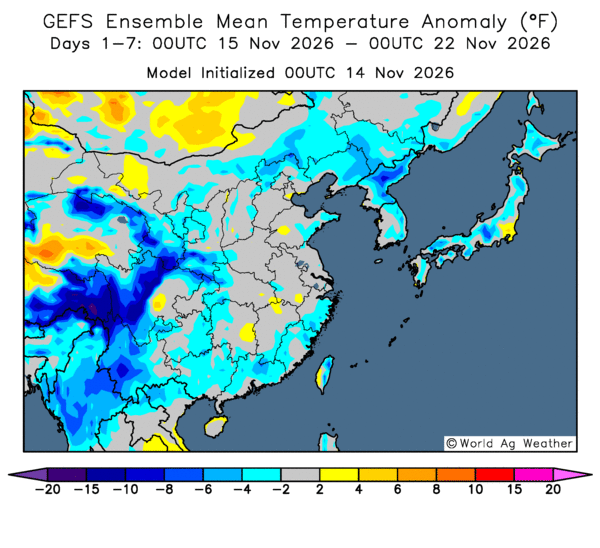 GEFS Ensemble Mean Temperature Anomaly (°F)
Days 1–7: 00UTC 15 Nov 2026 – 00UTC 22 Nov 2026
Model Initialized 00UTC 14 Nov 2026
© World Ag Weather
−20 −15 −10 −8 −6 −4 −2 2 4 6 8 10 15 20